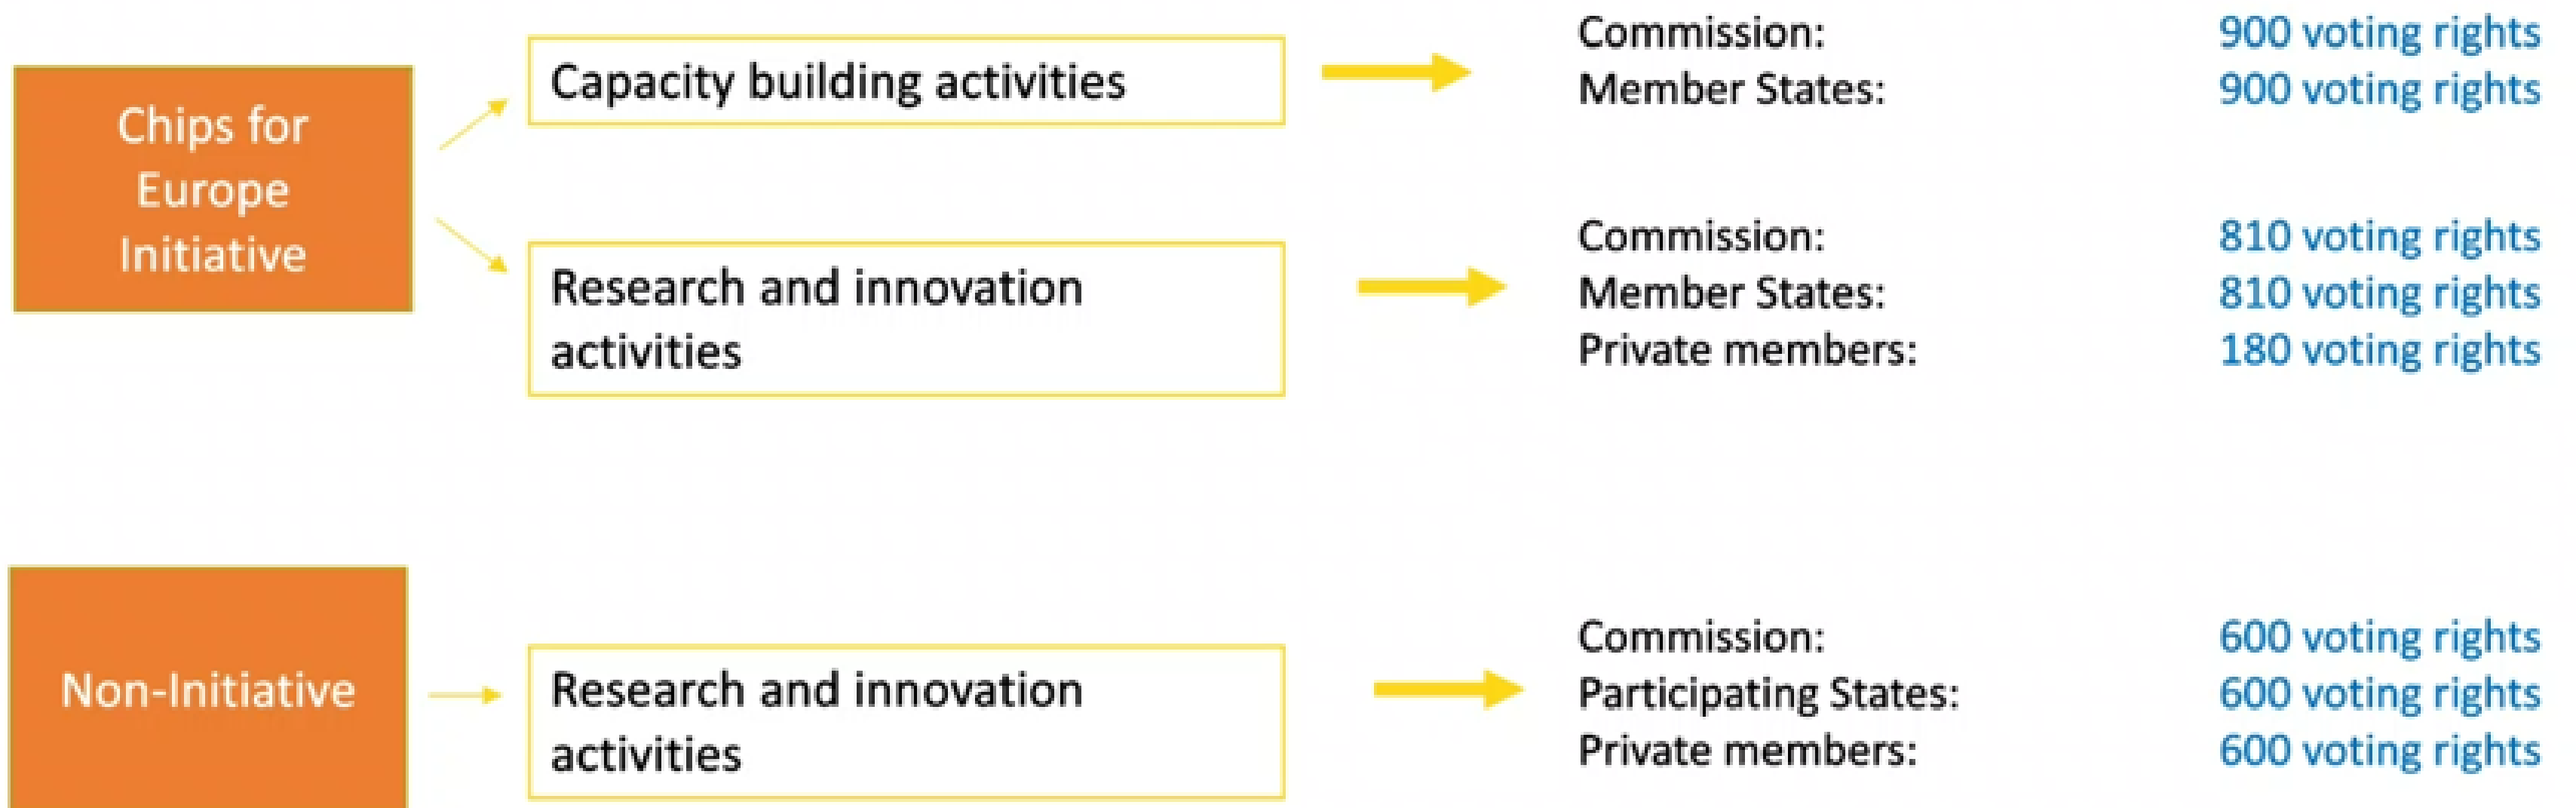 Chips for
Europe
Initiative
Capacity building activities
Commission: 900 voting rights
Member States: 900 voting rights
Research and innovation
activities
Commission: 810 voting rights
Member States: 810 voting rights
Private members: 180 voting rights
Non-Initiative
Research and innovation
activities
Commission: 600 voting rights
Participating States: 600 voting rights
Private members: 600 voting rights